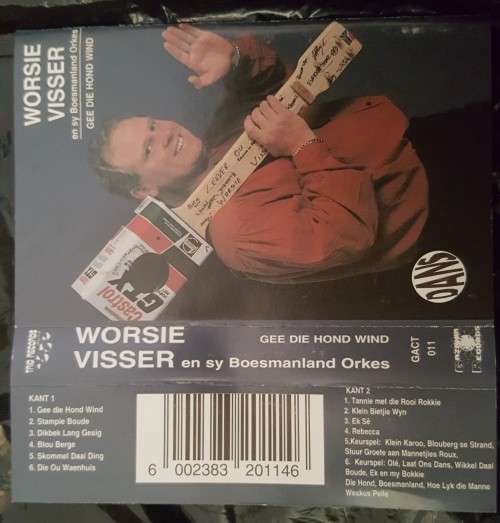 WORSIE
VISSER
en sy Boesmanland Orkes
GEE DIE HOND WIND
LEKKER
WORSIE
Castrol
GTX
DANS
WORSIE
VISSER en sy Boesmanland Orkes
GEE DIE HOND WIND
GACT
011
RECORDS
KANT 1
1. Gee die Hond Wind
2. Stampie Boude
3. Dikbek Lang Gesig
4. Blou Berge
5. Skommel Daai Ding
6. Die Ou Waenhuis
6 002383 201146
KANT 2
1. Tannie met die Rooi Rokkie
2. Klein Bietjie Wyn
3. Ek Sê
4. Rebecca
5.Keurspel: Klein Karoo, Blouberg se Strand,
Stuur Groete aan Mannetjies Roux,
6. Keurspel: Olé, Laat Ons Dans, Wikkel Daai
Boude, Ek en my Bokkie
Die Hond, Boesmanland, Hoe Lyk die Manne
Weskus Polle